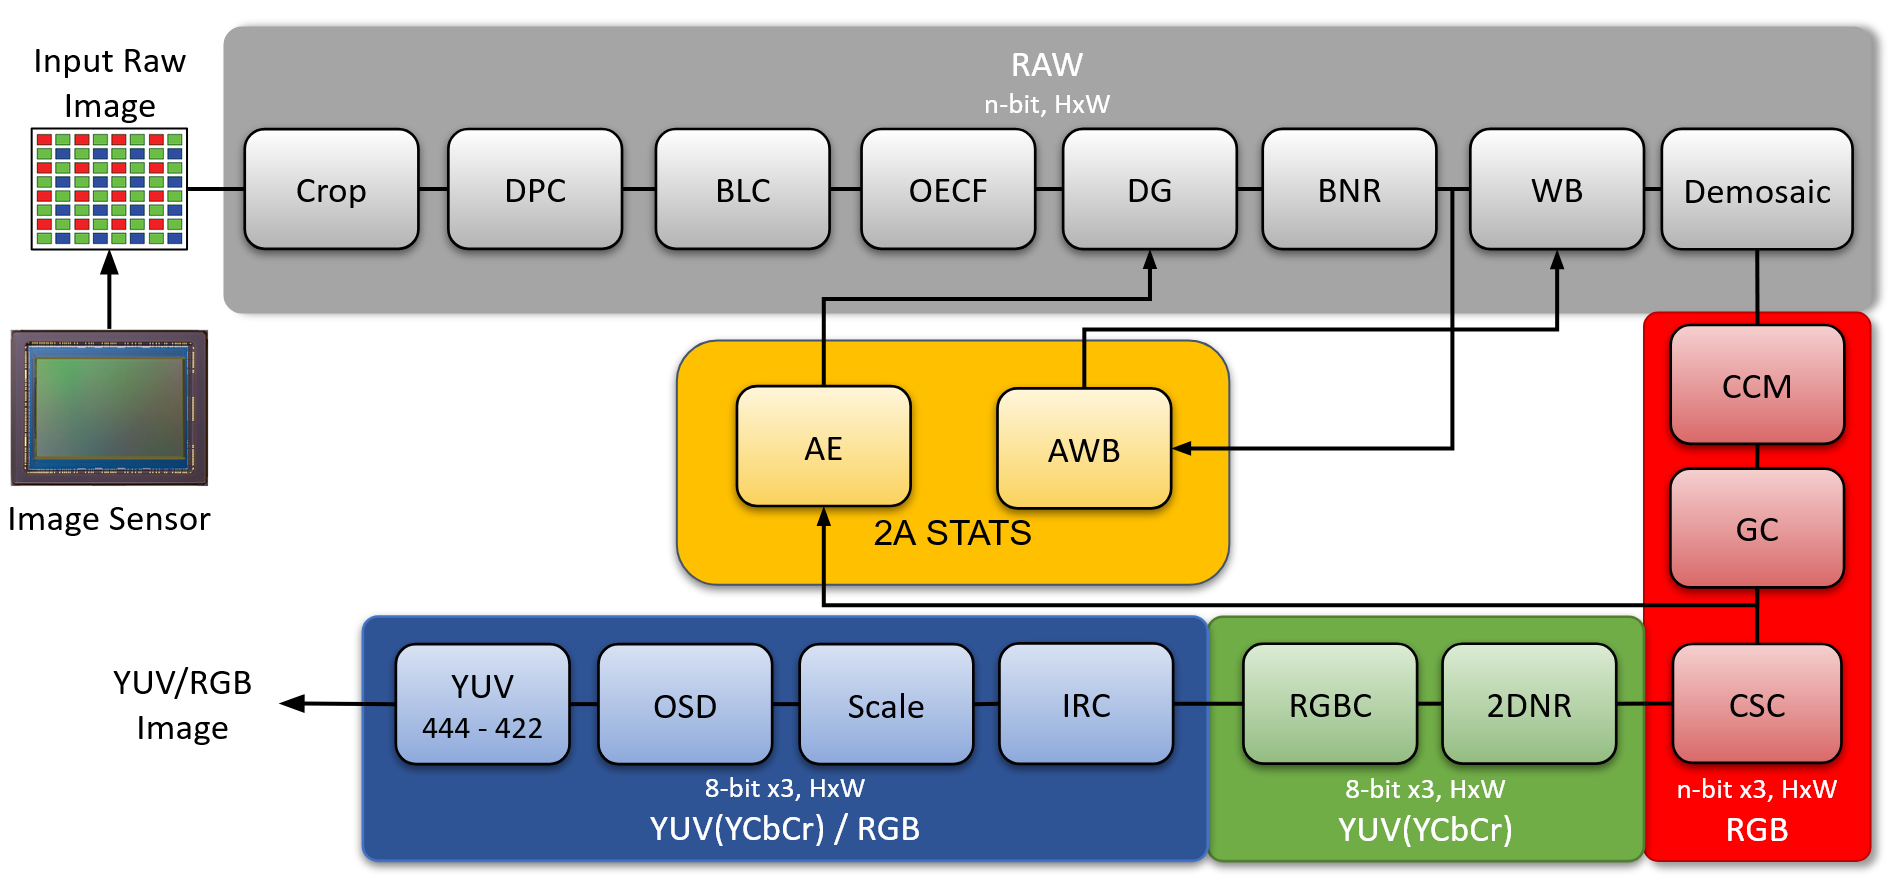 Input Raw
Image
RAW
n-bit, HxW
Crop
DPC
BLC
OECF
DG
BNR
WB
Demosaic
Image Sensor
AE
AWB
2A STATS
CCM
GC
CSC
n-bit x3, HxW
RGB
2DNR
RGBC
8-bit x3, HxW
YUV(YCbCr)
IRC
Scale
OSD
YUV
444 - 422
8-bit x3, HxW
YUV(YCbCr) / RGB
YUV/RGB
Image